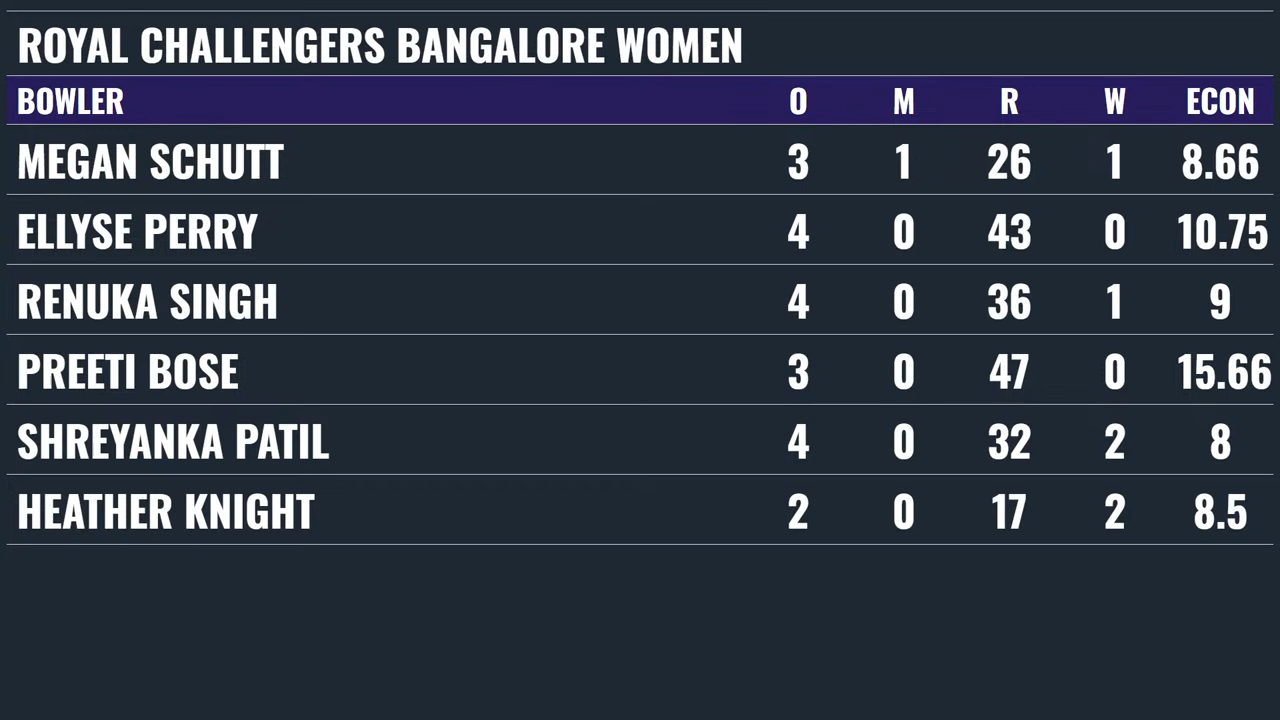 ROYAL CHALLENGERS BANGALORE WOMEN
BOWLER O M R W ECON
MEGAN SCHUTT 3 1 26 1 8.66
ELLYSE PERRY 4 0 43 0 10.75
RENUKA SINGH 4 0 36 1 9
PREETI BOSE 3 0 47 0 15.66
SHREYANKA PATIL 4 0 32 2 8
HEATHER KNIGHT 2 0 17 2 8.5